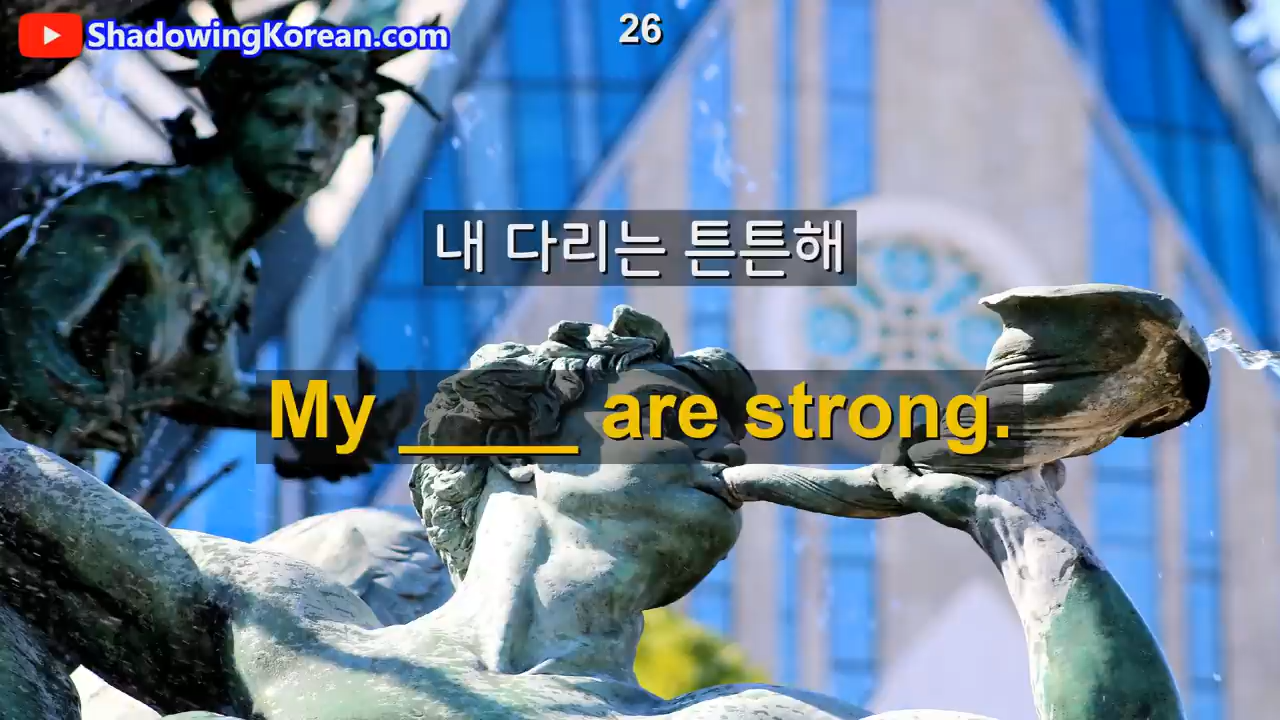 ShadowingKorean.com
26
내 다리는 튼튼해
My _____ are strong.